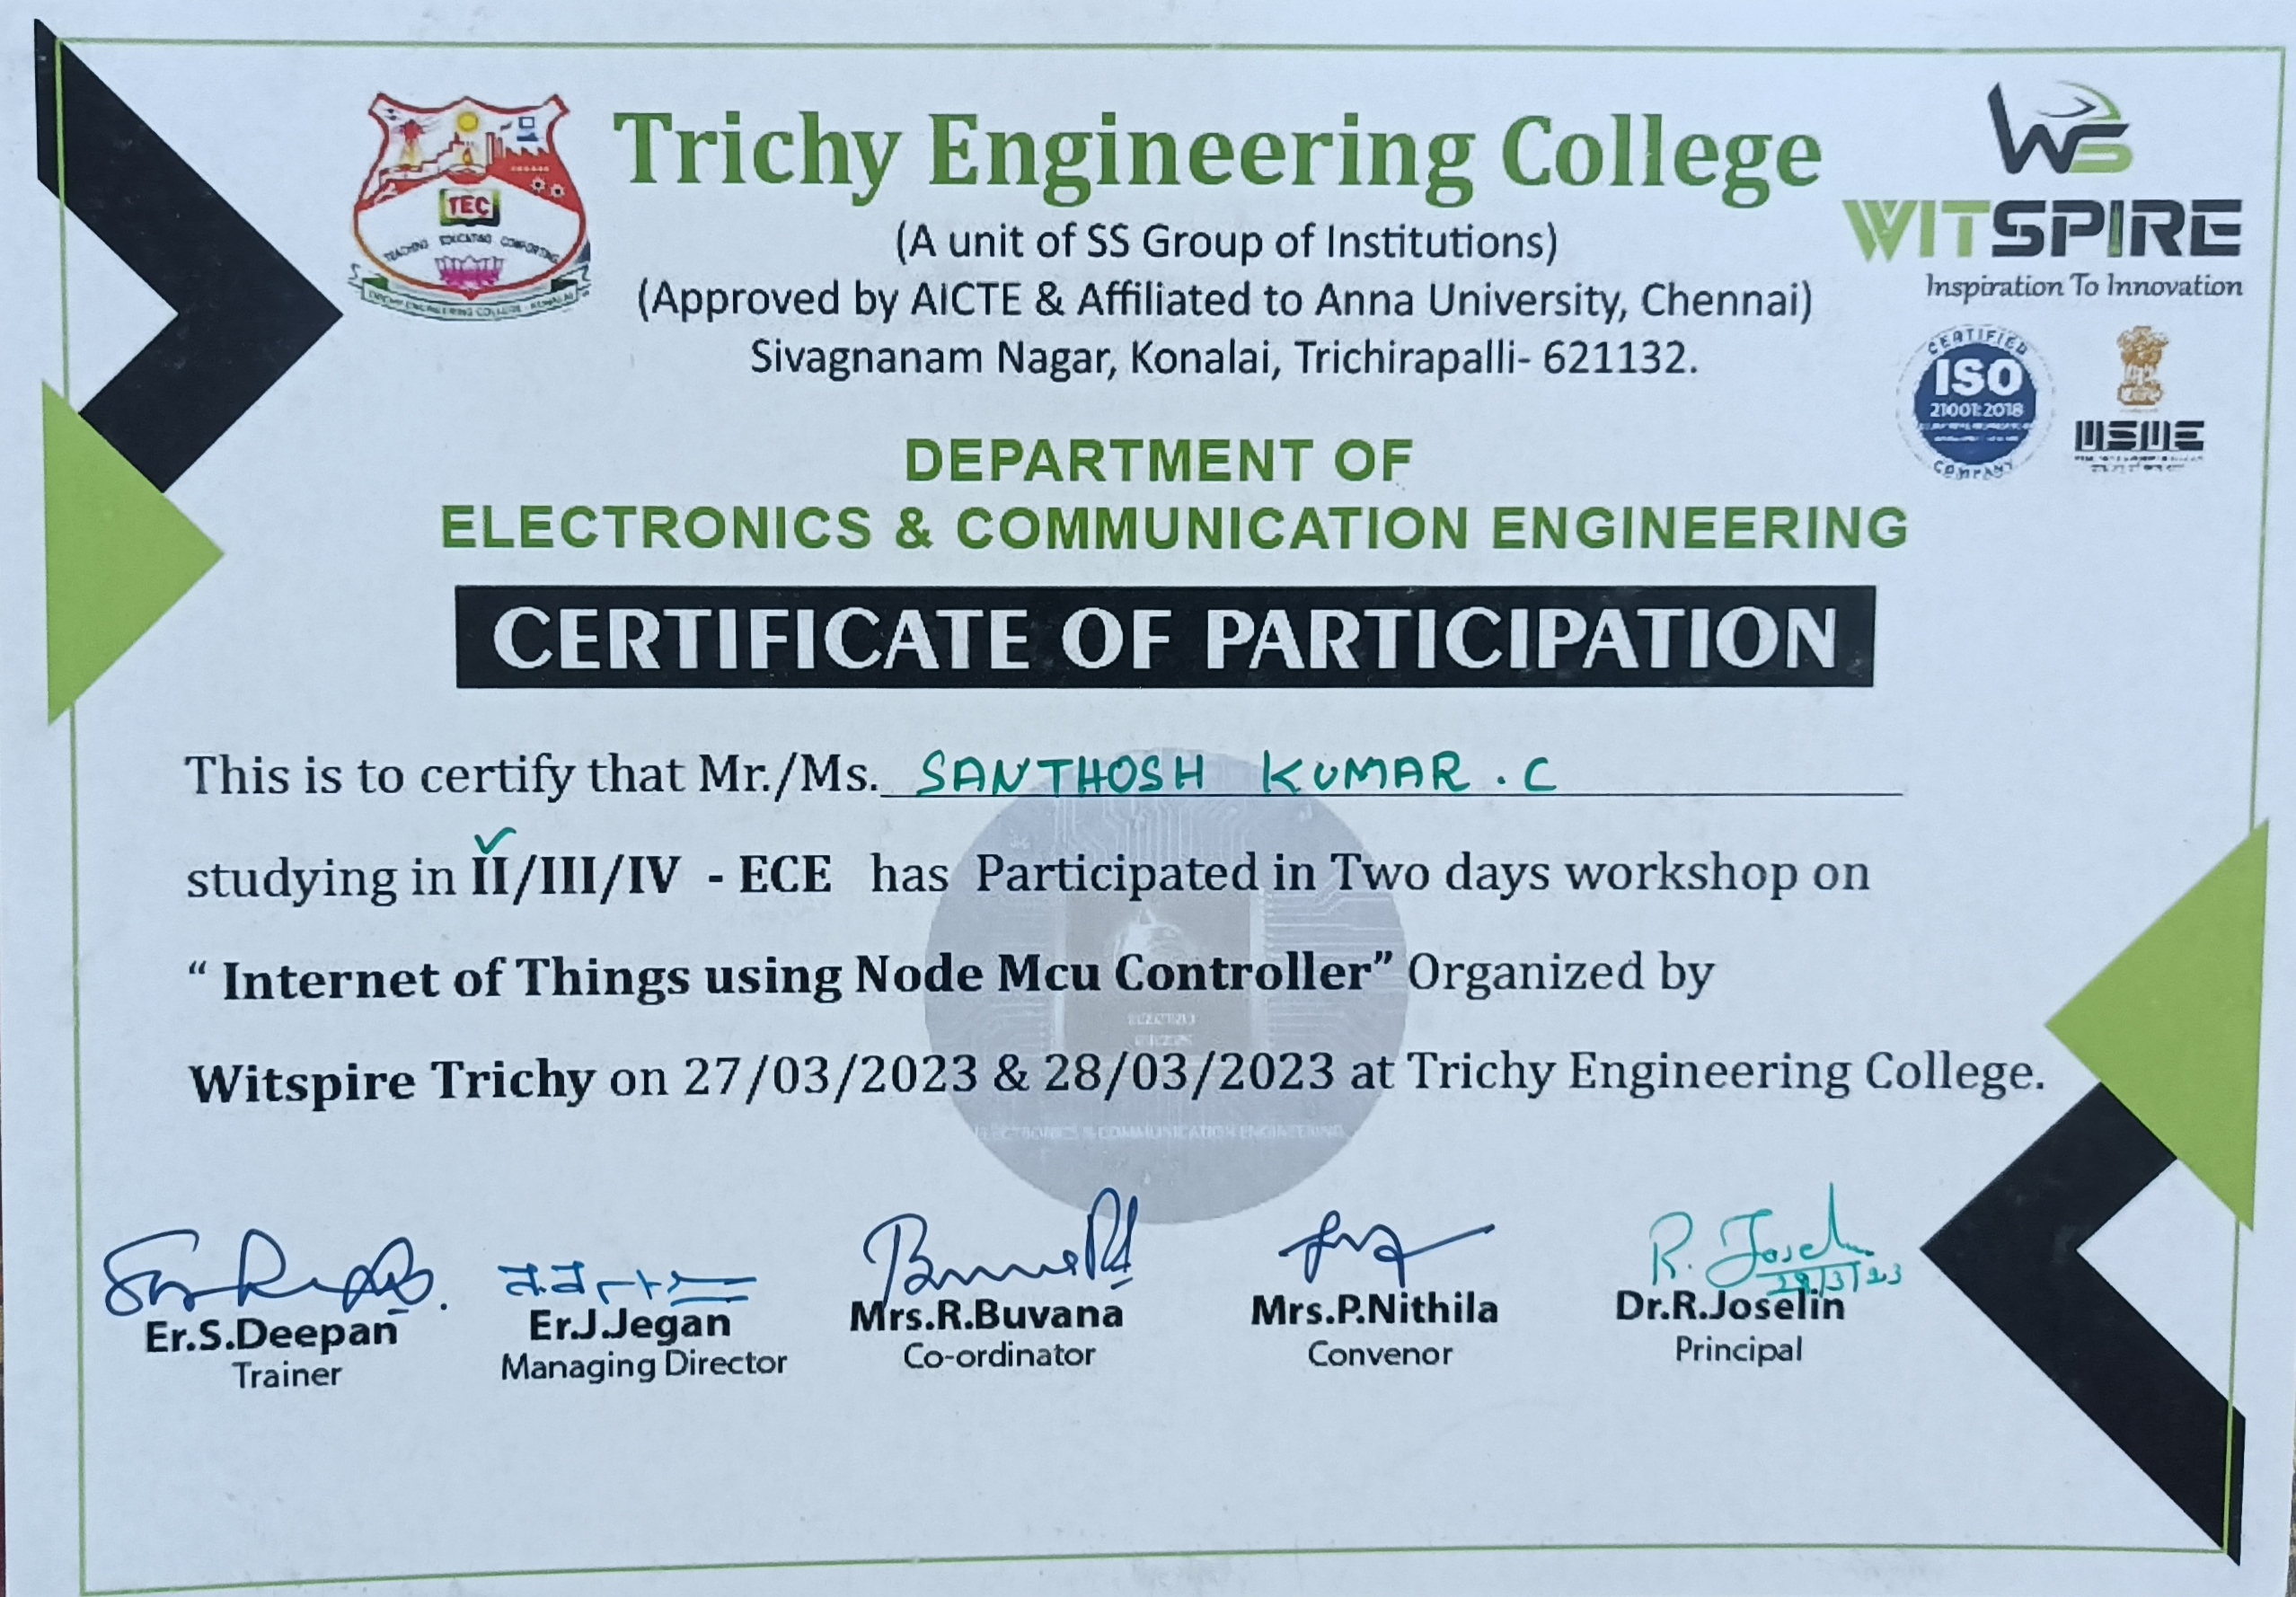 Trichy Engineering College
(A unit of SS Group of Institutions)
(Approved by AICTE & Affiliated to Anna University, Chennai)
Sivagnanam Nagar, Konalai, Trichirapalli- 621132.
TEC
TEACHING EDUCATING COMFORTING
TRICHY ENGINEERING COLLEGE - KONALAI
WS
WITSPIRE
Inspiration To Innovation
CERTIFIED
ISO
21001:2018
COMPANY
MSME
DEPARTMENT OF
ELECTRONICS & COMMUNICATION ENGINEERING
CERTIFICATE OF PARTICIPATION
This is to certify that Mr./Ms. SANTHOSH KUMAR . C
studying in II/III/IV - ECE has Participated in Two days workshop on
“ Internet of Things using Node Mcu Controller” Organized by
Witspire Trichy on 27/03/2023 & 28/03/2023 at Trichy Engineering College.
ELECTRONICS & COMMUNICATION ENGINEERING
R. Joselin
28/3/23
Er.S.Deepan
Trainer
Er.J.Jegan
Managing Director
Mrs.R.Buvana
Co-ordinator
Mrs.P.Nithila
Convenor
Dr.R.Joselin
Principal